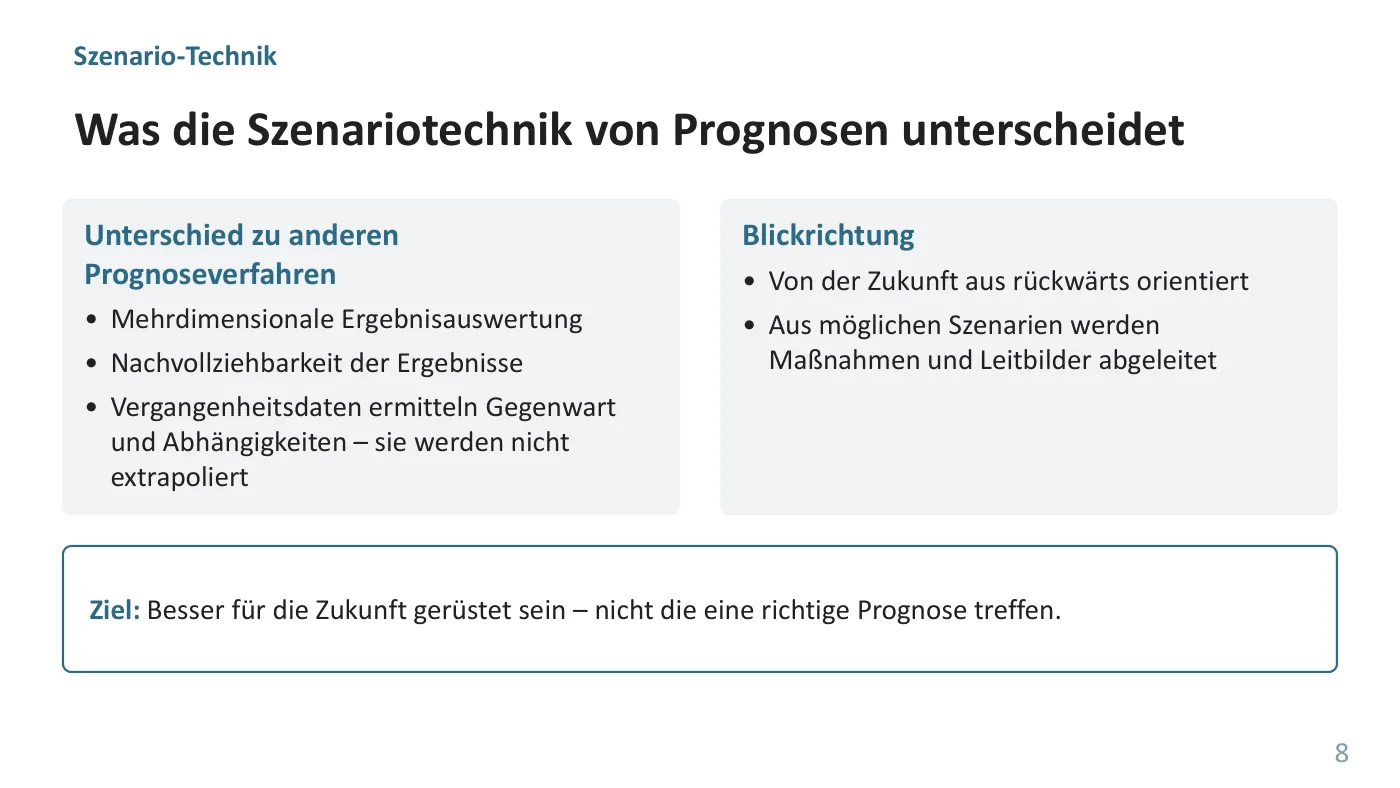 Szenario-Technik
Was die Szenariotechnik von Prognosen unterscheidet
Unterschied zu anderen
Prognoseverfahren
• Mehrdimensionale Ergebnisauswertung
• Nachvollziehbarkeit der Ergebnisse
• Vergangenheitsdaten ermitteln Gegenwart
und Abhängigkeiten – sie werden nicht
extrapoliert
Blickrichtung
• Von der Zukunft aus rückwärts orientiert
• Aus möglichen Szenarien werden
Maßnahmen und Leitbilder abgeleitet
Ziel: Besser für die Zukunft gerüstet sein – nicht die eine richtige Prognose treffen.
8